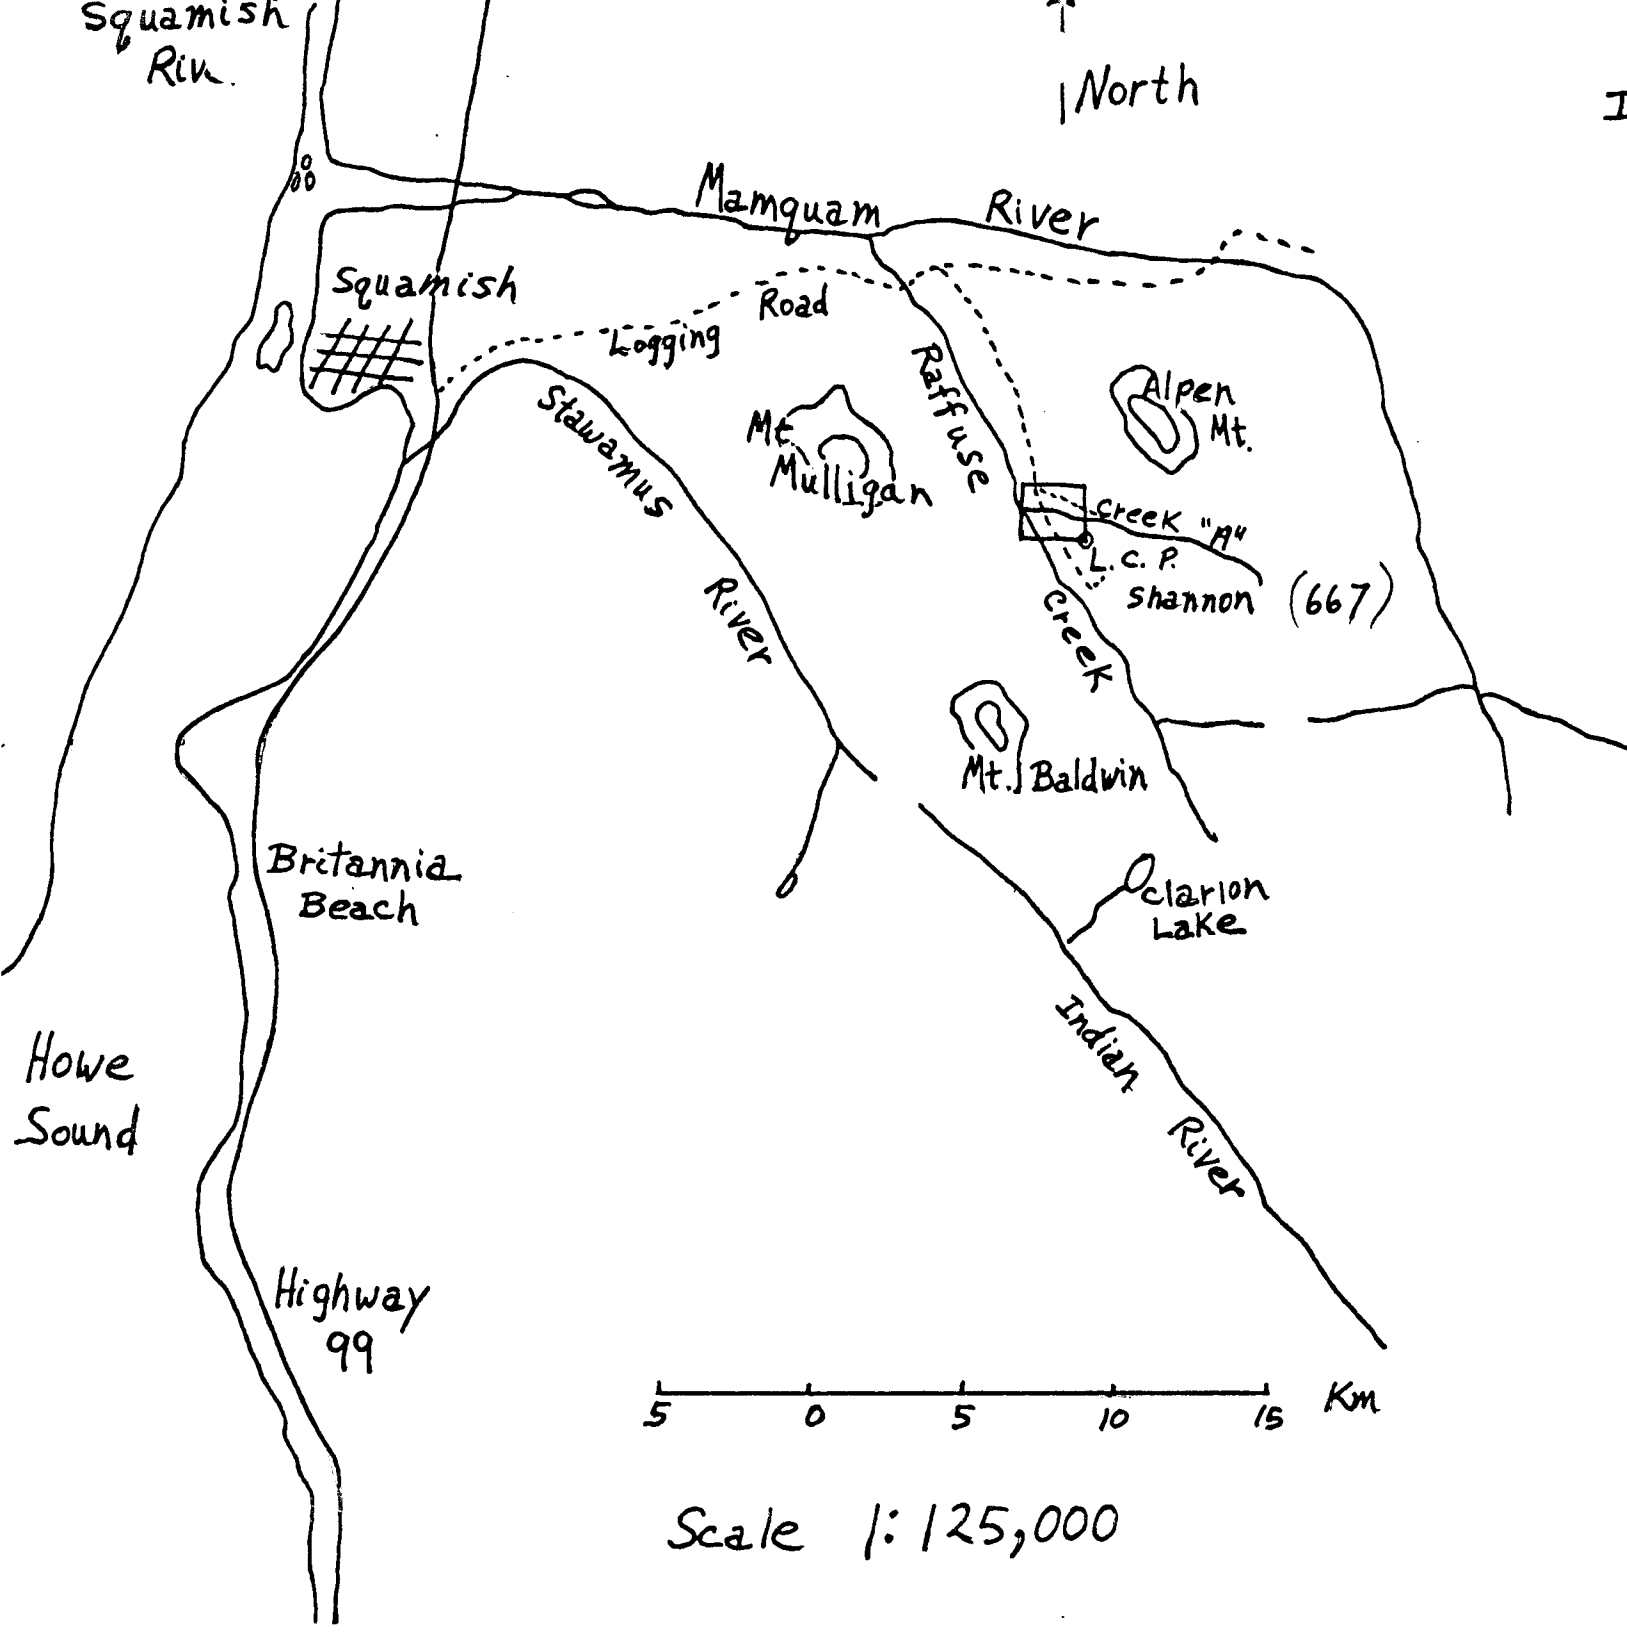 Squamish
Riv.
North
I
Mamquam River
Squamish
Logging Road
Stawamus River
Raffuse Creek
Mt.
Mulligan
Alpen
Mt.
Creek "A"
L.C.P.
Shannon (667)
Mt. Baldwin
Britannia
Beach
Clarion
Lake
Howe
Sound
Indian River
Highway
99
5 0 5 10 15 Km
Scale 1:125,000